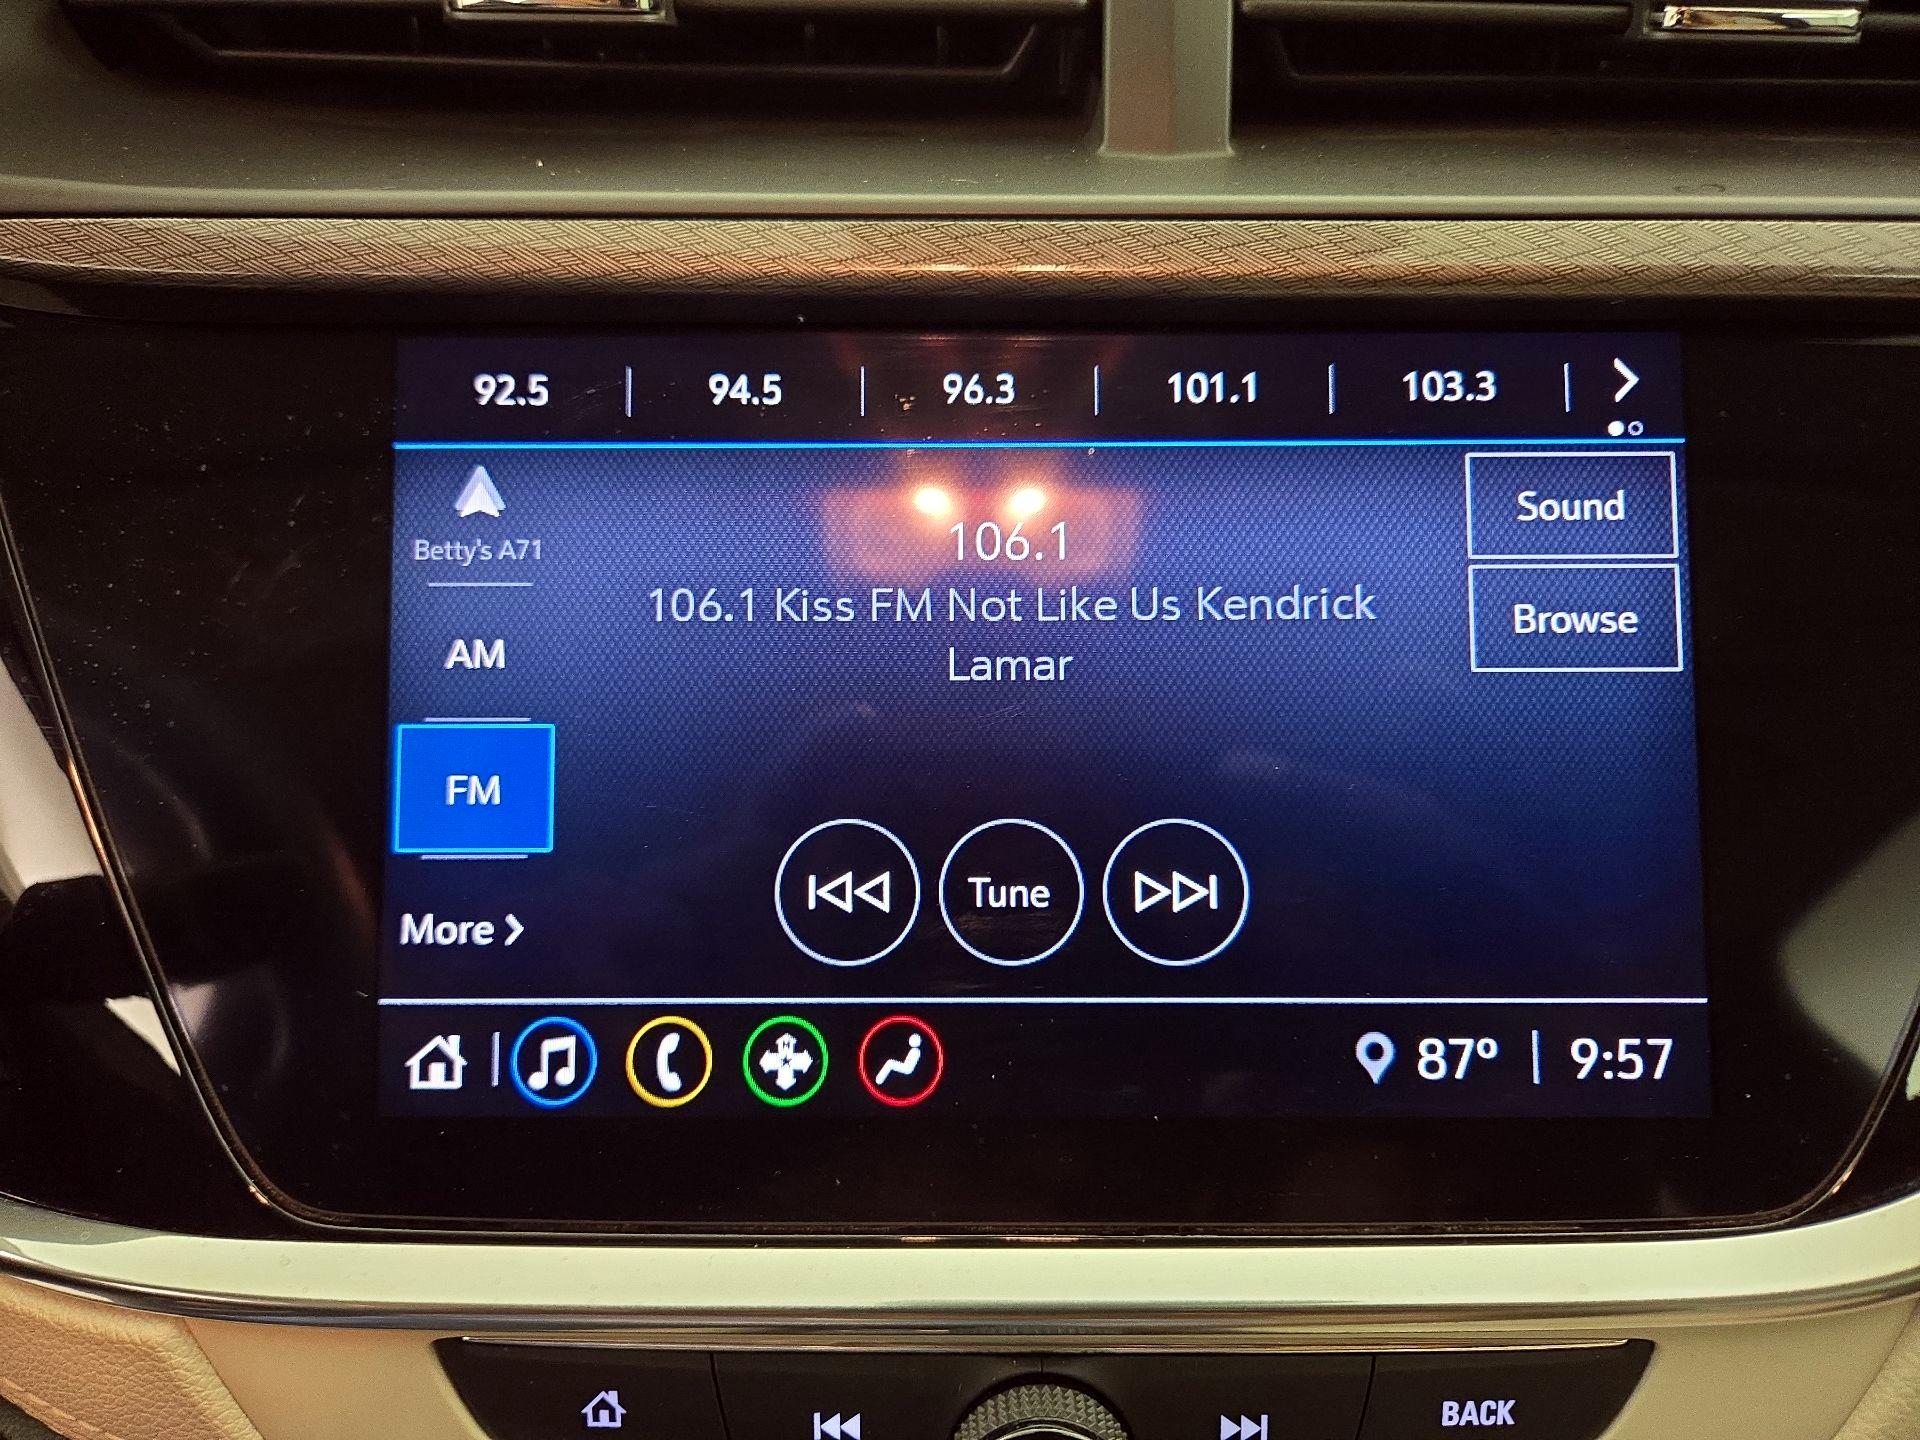 92.5 | 94.5 | 96.3 | 101.1 | 103.3 |
Betty's A71
Sound
106.1
106.1 Kiss FM Not Like Us Kendrick
Lamar
Browse
AM
FM
Tune
More
87° | 9:57
BACK